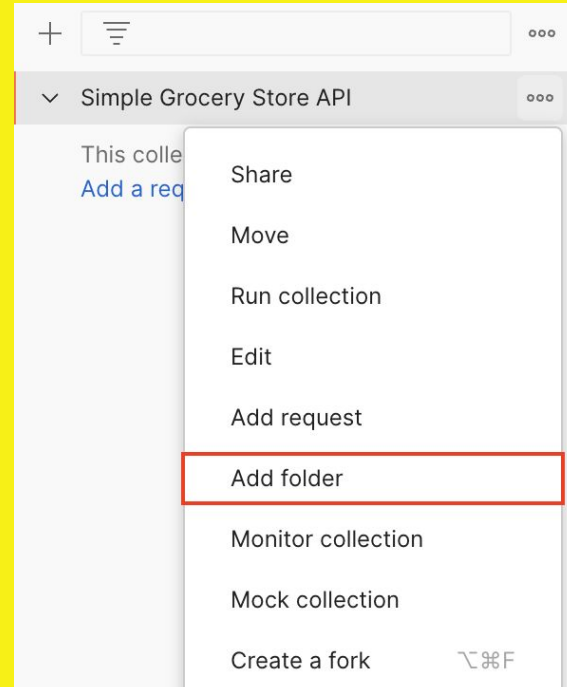 Simple Grocery Store API
This colle
Add a req
Share
Move
Run collection
Edit
Add request
Add folder
Monitor collection
Mock collection
Create a fork ⌥⌘F